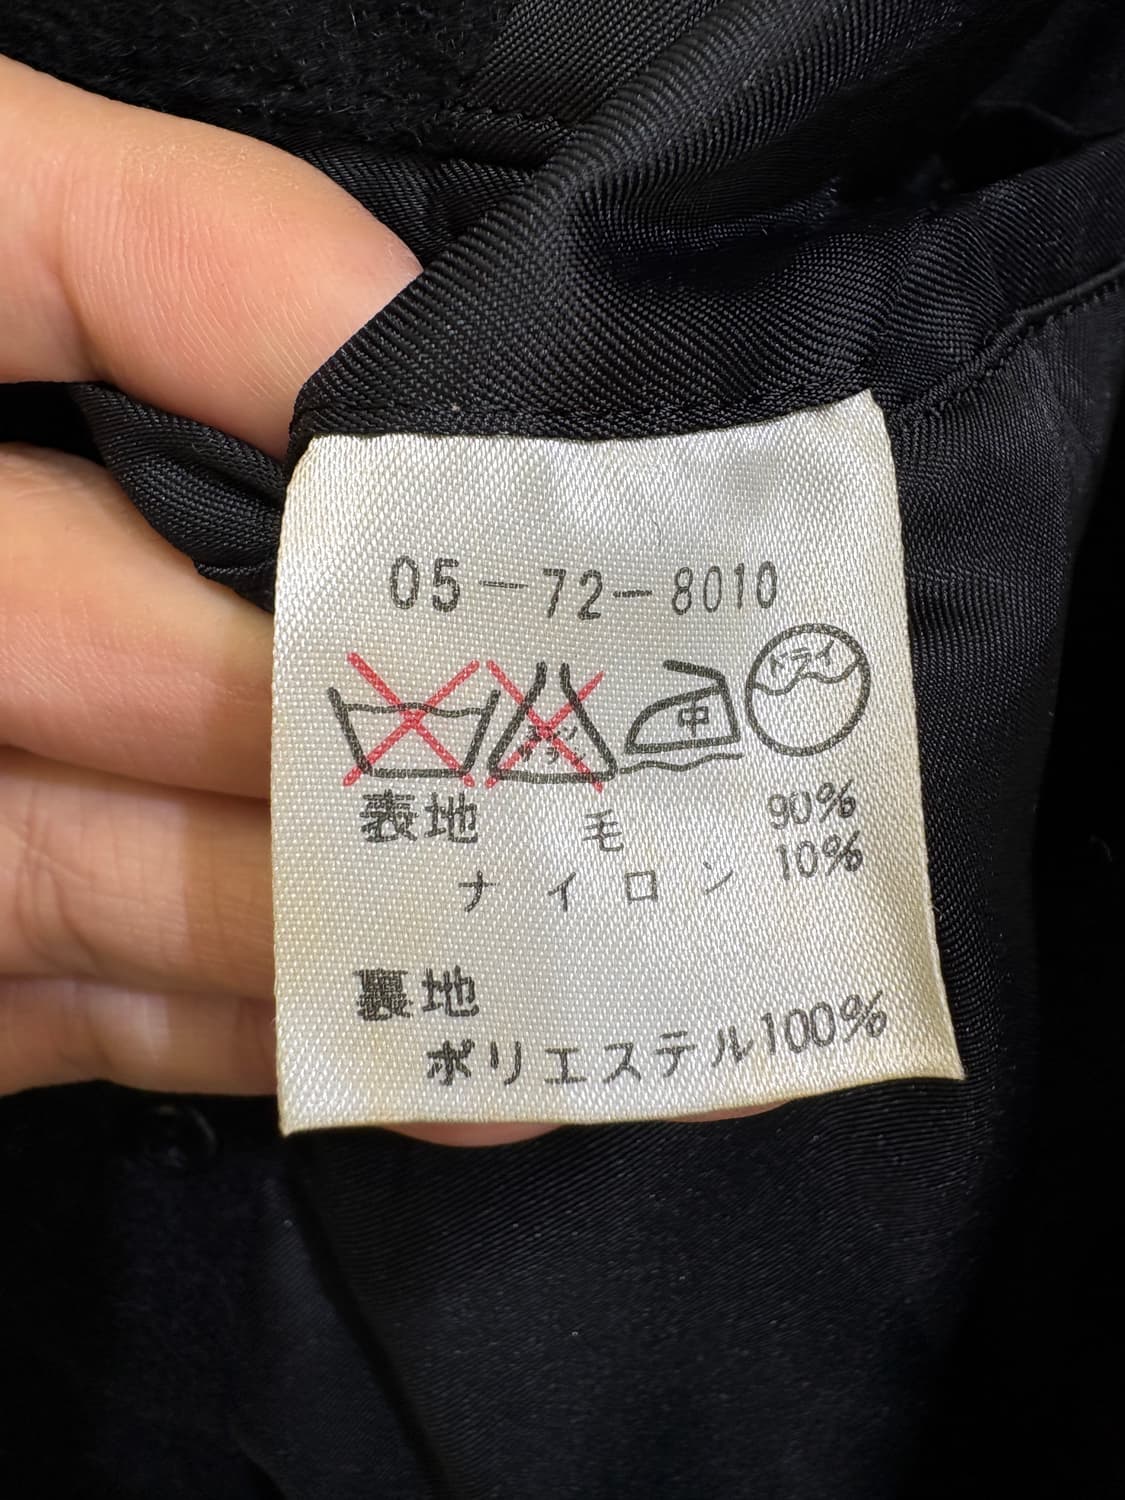 05-72-8010
中 ドライ
表地 毛 90%
ナイロン 10%
裏地
ポリエステル100%